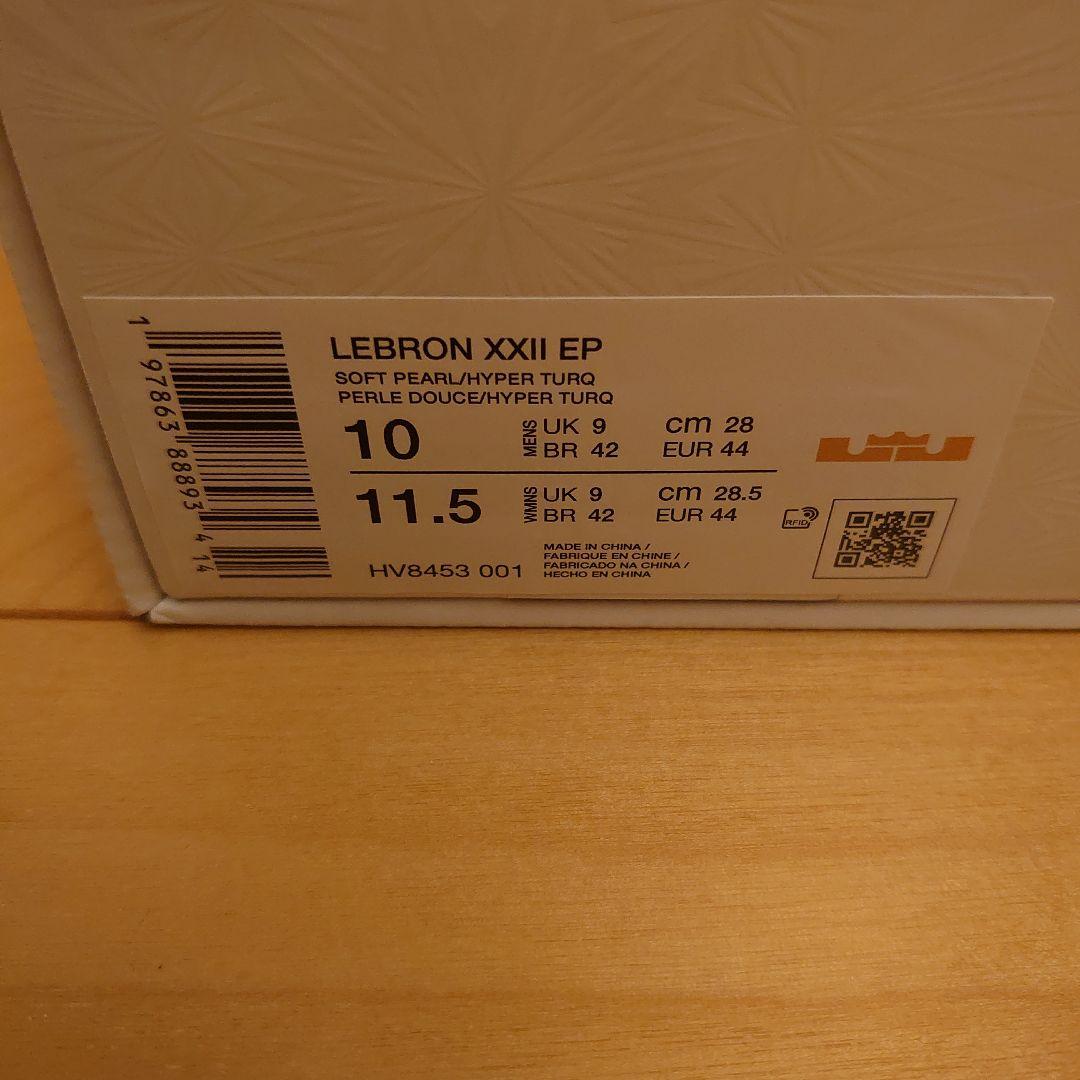 1 97863 88893 414
LEBRON XXII EP
SOFT PEARL/HYPER TURQ
PERLE DOUCE/HYPER TURQ
10 MENS UK 9 cm 28
BR 42 EUR 44
11.5 WMNS UK 9 cm 28.5
BR 42 EUR 44
RFID
HV8453 001
MADE IN CHINA /
FABRIQUE EN CHINE /
FABRICADO NA CHINA /
HECHO EN CHINA